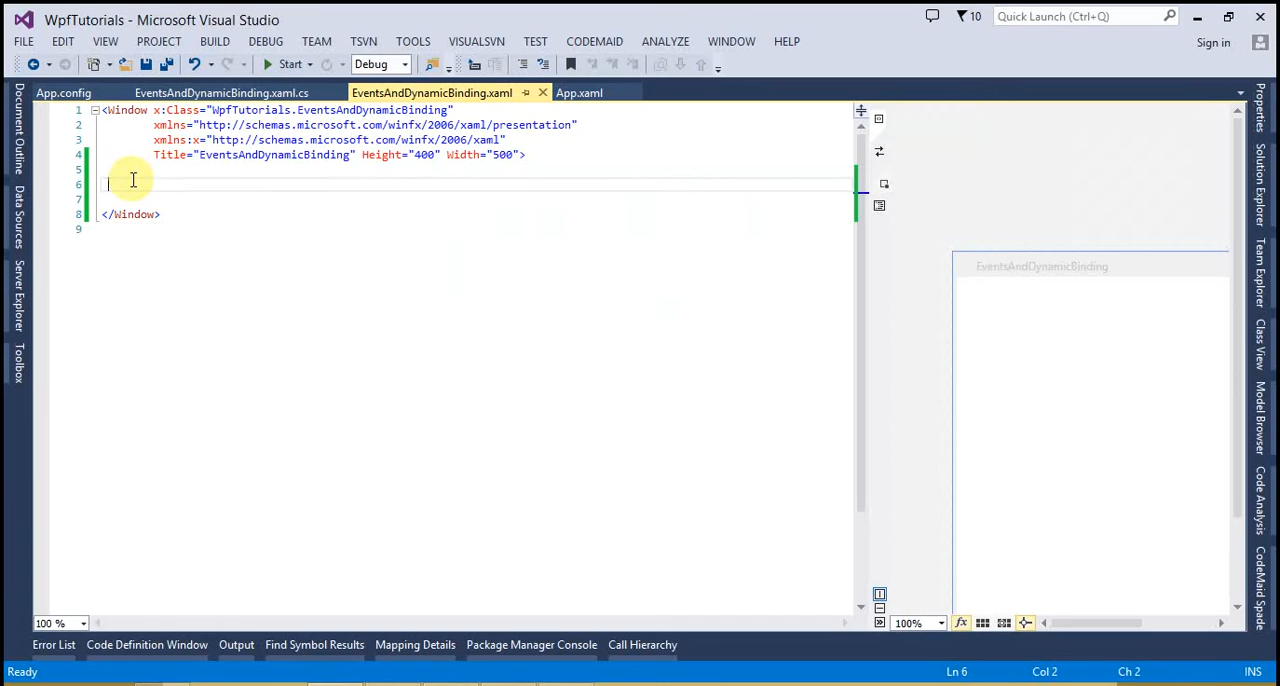 WpfTutorials - Microsoft Visual Studio
10
Quick Launch (Ctrl+Q)
FILE EDIT VIEW PROJECT BUILD DEBUG TEAM TSVN TOOLS VISUALSVN TEST CODEMAID ANALYZE WINDOW HELP
Sign in
Start
Debug
App.config EventsAndDynamicBinding.xaml.cs EventsAndDynamicBinding.xaml App.xaml
Document Outline
Data Sources
Server Explorer
Toolbox
1 <Window x:Class="WpfTutorials.EventsAndDynamicBinding"
2 xmlns="http://schemas.microsoft.com/winfx/2006/xaml/presentation"
3 xmlns:x="http://schemas.microsoft.com/winfx/2006/xaml"
4 Title="EventsAndDynamicBinding" Height="400" Width="500">
5
6
7
8 </Window>
9
EventsAndDynamicBinding
Properties
Solution Explorer
Team Explorer
Class View
Model Browser
Code Analysis
CodeMaid Spade
100 %
100%
Error List Code Definition Window Output Find Symbol Results Mapping Details Package Manager Console Call Hierarchy
Ready Ln 6 Col 2 Ch 2 INS